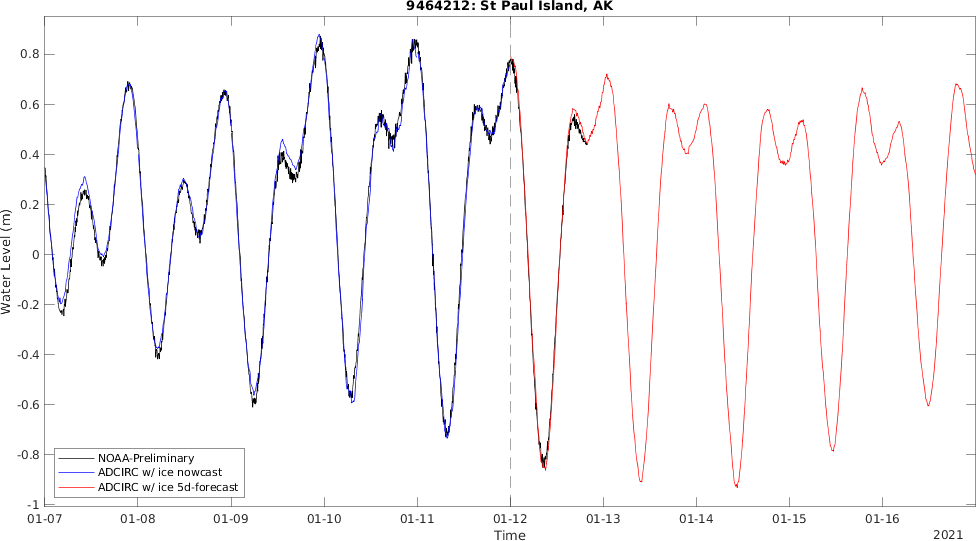 9464212: St Paul Island, AK
0.8
0.6
0.4
0.2
0
-0.2
-0.4
-0.6
-0.8
-1
Water Level (m)
NOAA-Preliminary
ADCIRC w/ ice nowcast
ADCIRC w/ ice 5d-forecast
01-07 01-08 01-09 01-10 01-11 01-12 01-13 01-14 01-15 01-16
Time
2021